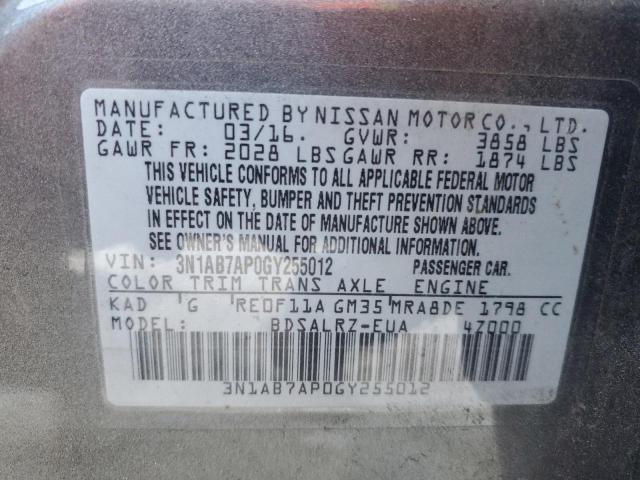 MANUFACTURED BY NISSAN MOTOR CO., LTD.
DATE: 03/16. GVWR: 3858 LBS
GAWR FR: 2028 LBS GAWR RR: 1874 LBS
THIS VEHICLE CONFORMS TO ALL APPLICABLE FEDERAL MOTOR
VEHICLE SAFETY, BUMPER AND THEFT PREVENTION STANDARDS
IN EFFECT ON THE DATE OF MANUFACTURE SHOWN ABOVE.
SEE OWNER'S MANUAL FOR ADDITIONAL INFORMATION.
VIN: 3N1AB7AP0GY255012 PASSENGER CAR.
COLOR TRIM TRANS AXLE ENGINE
KAD G RE0F11A GM35 MRA8DE 1798 CC
MODEL: BDSALRZ-EUA 47000
3N1AB7AP0GY255012